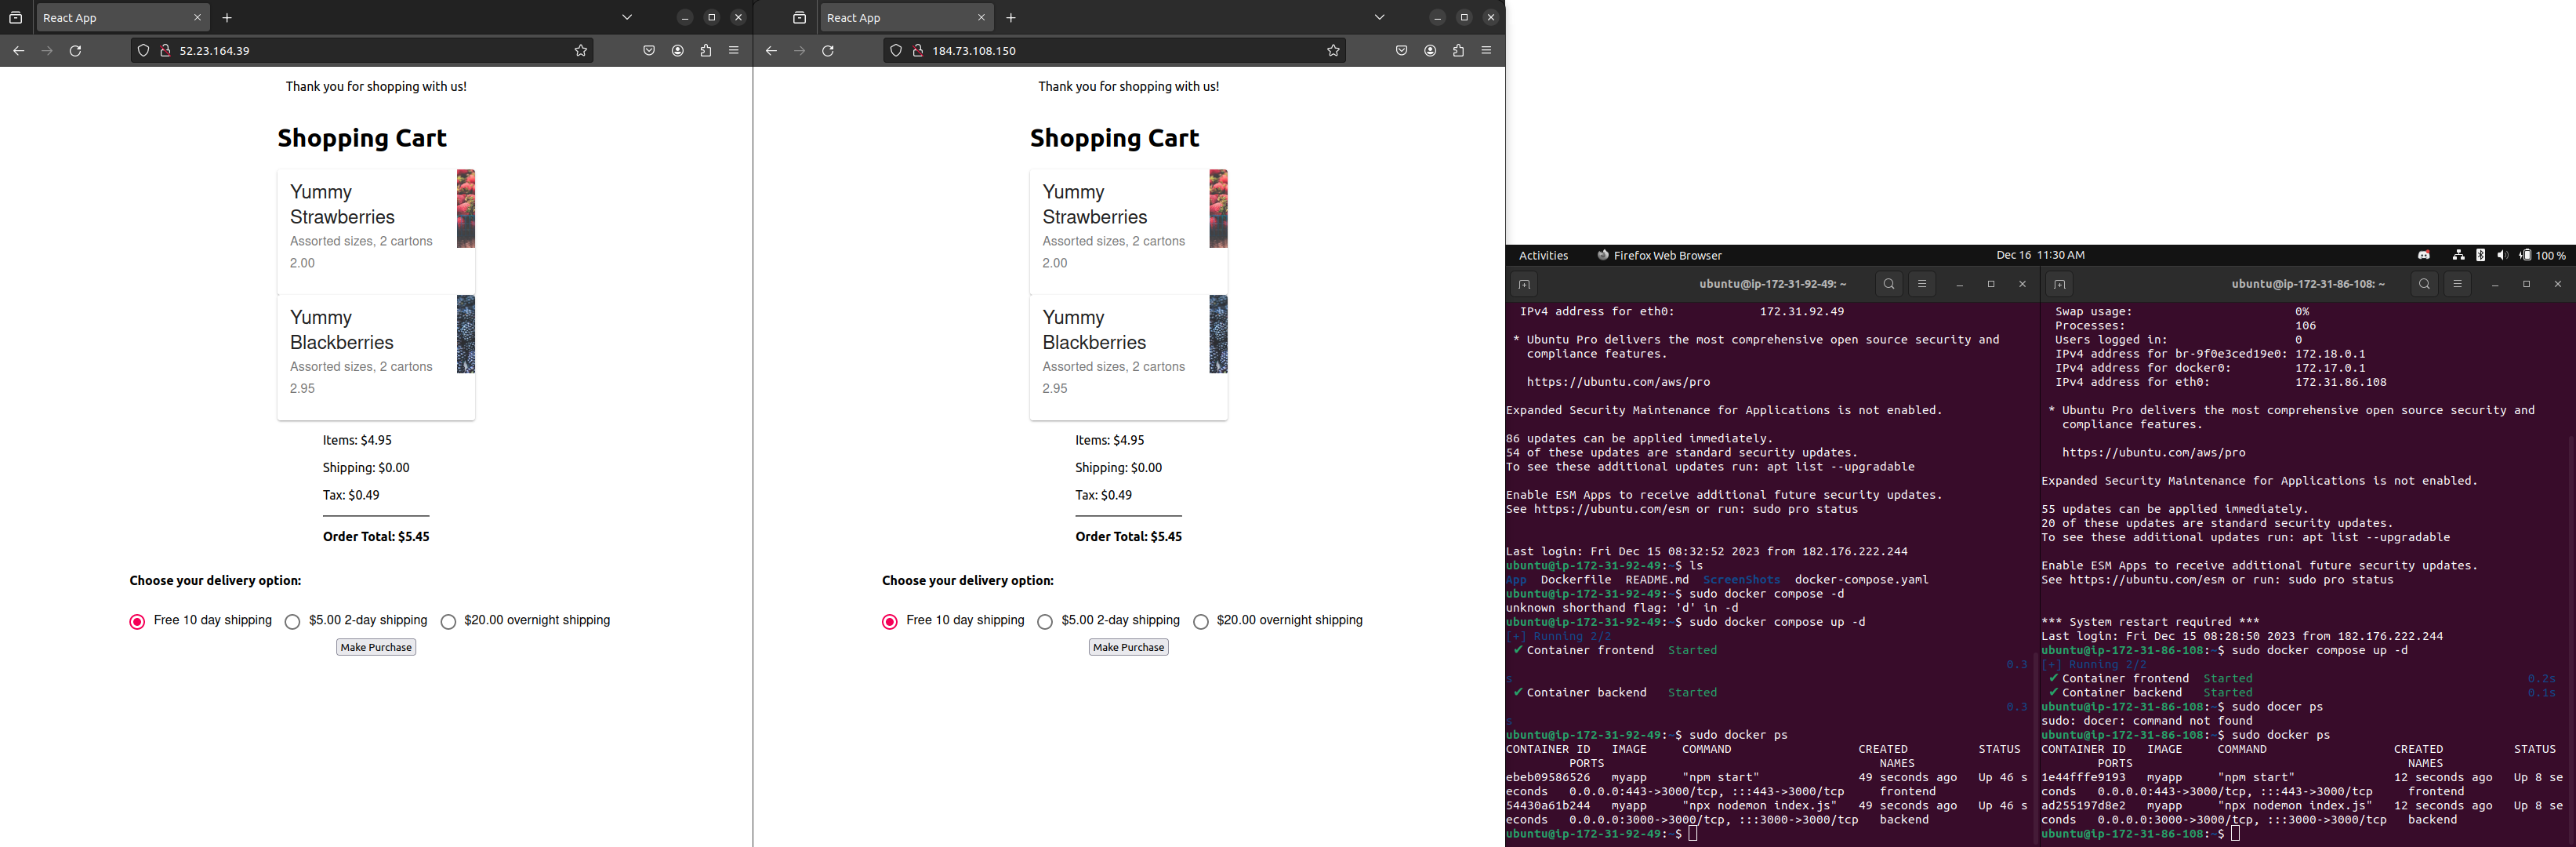 React App
52.23.164.39
Thank you for shopping with us!
Shopping Cart
Yummy
Strawberries
Assorted sizes, 2 cartons
2.00
Yummy
Blackberries
Assorted sizes, 2 cartons
2.95
Items: $4.95
Shipping: $0.00
Tax: $0.49
Order Total: $5.45
Choose your delivery option:
Free 10 day shipping $5.00 2-day shipping $20.00 overnight shipping
Make Purchase
React App
184.73.108.150
Thank you for shopping with us!
Shopping Cart
Yummy
Strawberries
Assorted sizes, 2 cartons
2.00
Yummy
Blackberries
Assorted sizes, 2 cartons
2.95
Items: $4.95
Shipping: $0.00
Tax: $0.49
Order Total: $5.45
Choose your delivery option:
Free 10 day shipping $5.00 2-day shipping $20.00 overnight shipping
Make Purchase
Activities Firefox Web Browser Dec 16 11:30 AM 100 %
ubuntu@ip-172-31-92-49: ~
IPv4 address for eth0: 172.31.92.49
* Ubuntu Pro delivers the most comprehensive open source security and
compliance features.
https://ubuntu.com/aws/pro
Expanded Security Maintenance for Applications is not enabled.
86 updates can be applied immediately.
54 of these updates are standard security updates.
To see these additional updates run: apt list --upgradable
Enable ESM Apps to receive additional future security updates.
See https://ubuntu.com/esm or run: sudo pro status
Last login: Fri Dec 15 08:32:52 2023 from 182.176.222.244
ubuntu@ip-172-31-92-49:~$ ls
App Dockerfile README.md ScreenShots docker-compose.yaml
ubuntu@ip-172-31-92-49:~$ sudo docker compose -d
unknown shorthand flag: 'd' in -d
ubuntu@ip-172-31-92-49:~$ sudo docker compose up -d
[+] Running 2/2
✔ Container frontend Started
0.3
s
✔ Container backend Started
0.3
s
ubuntu@ip-172-31-92-49:~$ sudo docker ps
CONTAINER ID IMAGE COMMAND CREATED STATUS
PORTS NAMES
ebeb09586526 myapp "npm start" 49 seconds ago Up 46 s
econds 0.0.0.0:443->3000/tcp, :::443->3000/tcp frontend
54430a61b244 myapp "npx nodemon index.js" 49 seconds ago Up 46 s
econds 0.0.0.0:3000->3000/tcp, :::3000->3000/tcp backend
ubuntu@ip-172-31-92-49:~$
ubuntu@ip-172-31-86-108: ~
Swap usage: 0%
Processes: 106
Users logged in: 0
IPv4 address for br-9f0e3ced19e0: 172.18.0.1
IPv4 address for docker0: 172.17.0.1
IPv4 address for eth0: 172.31.86.108
* Ubuntu Pro delivers the most comprehensive open source security and
compliance features.
https://ubuntu.com/aws/pro
Expanded Security Maintenance for Applications is not enabled.
55 updates can be applied immediately.
20 of these updates are standard security updates.
To see these additional updates run: apt list --upgradable
Enable ESM Apps to receive additional future security updates.
See https://ubuntu.com/esm or run: sudo pro status
*** System restart required ***
Last login: Fri Dec 15 08:28:50 2023 from 182.176.222.244
ubuntu@ip-172-31-86-108:~$ sudo docker compose up -d
[+] Running 2/2
✔ Container frontend Started 0.2s
✔ Container backend Started 0.1s
ubuntu@ip-172-31-86-108:~$ sudo docer ps
sudo: docer: command not found
ubuntu@ip-172-31-86-108:~$ sudo docker ps
CONTAINER ID IMAGE COMMAND CREATED STATUS
PORTS NAMES
1e44fffe9193 myapp "npm start" 12 seconds ago Up 8 se
conds 0.0.0.0:443->3000/tcp, :::443->3000/tcp frontend
ad255197d8e2 myapp "npx nodemon index.js" 12 seconds ago Up 8 se
conds 0.0.0.0:3000->3000/tcp, :::3000->3000/tcp backend
ubuntu@ip-172-31-86-108:~$